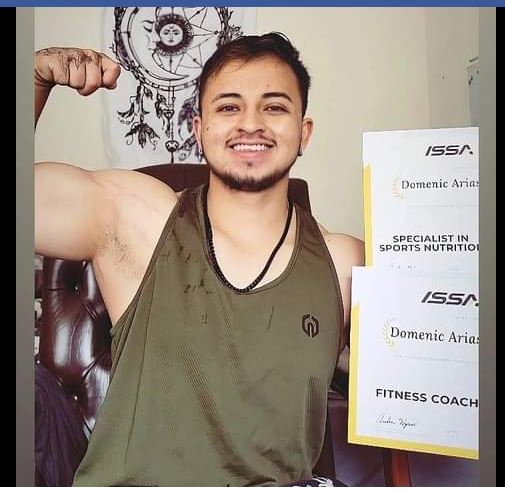 ISSA
Domenic Arias
SPECIALIST IN
SPORTS NUTRITION
ISSA
Domenic Arias
FITNESS COACH